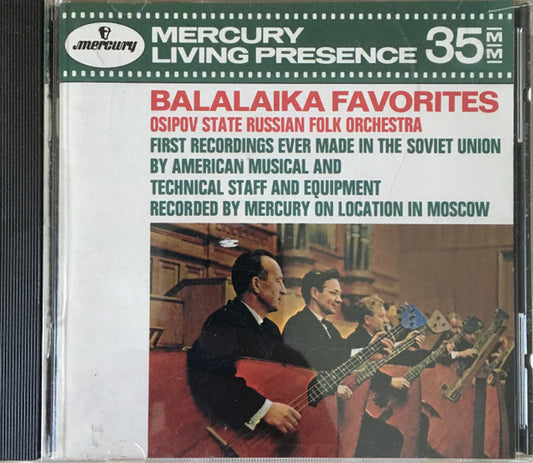 mercury
MERCURY
LIVING PRESENCE
35MM
BALALAIKA FAVORITES
OSIPOV STATE RUSSIAN FOLK ORCHESTRA
FIRST RECORDINGS EVER MADE IN THE SOVIET UNION
BY AMERICAN MUSICAL AND
TECHNICAL STAFF AND EQUIPMENT
RECORDED BY MERCURY ON LOCATION IN MOSCOW